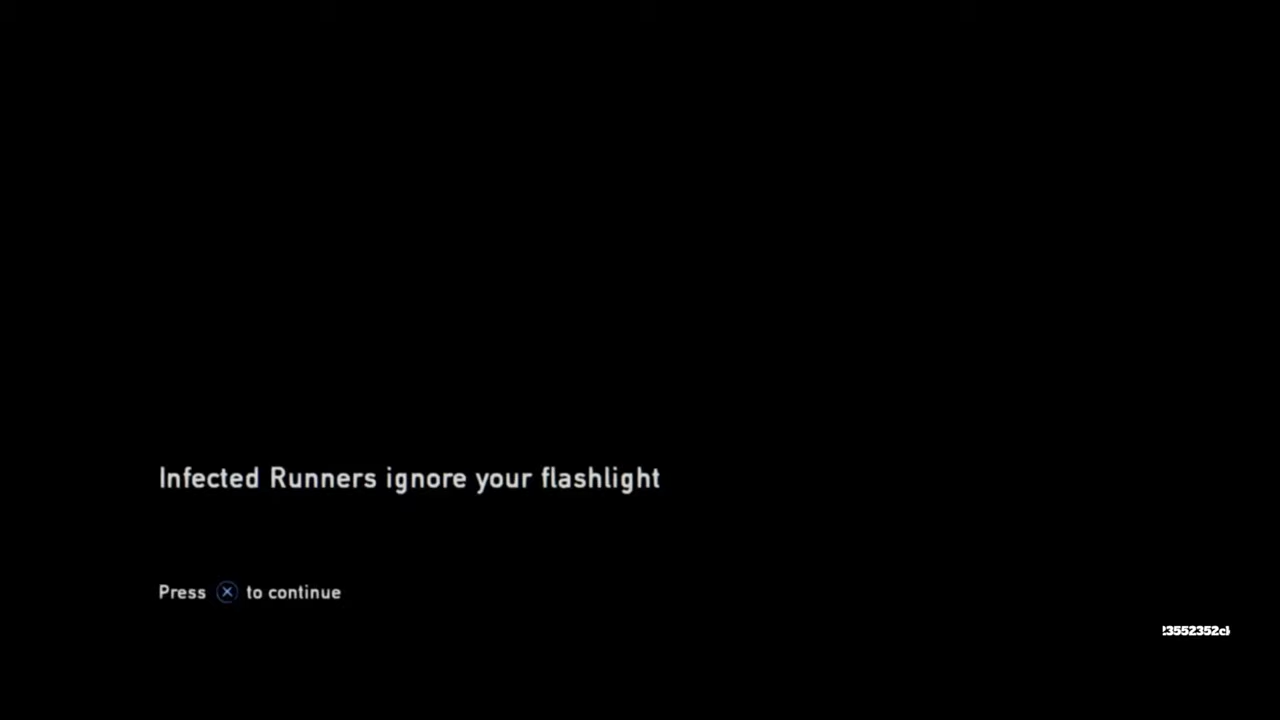 Infected Runners ignore your flashlight
Press ⓧ to continue